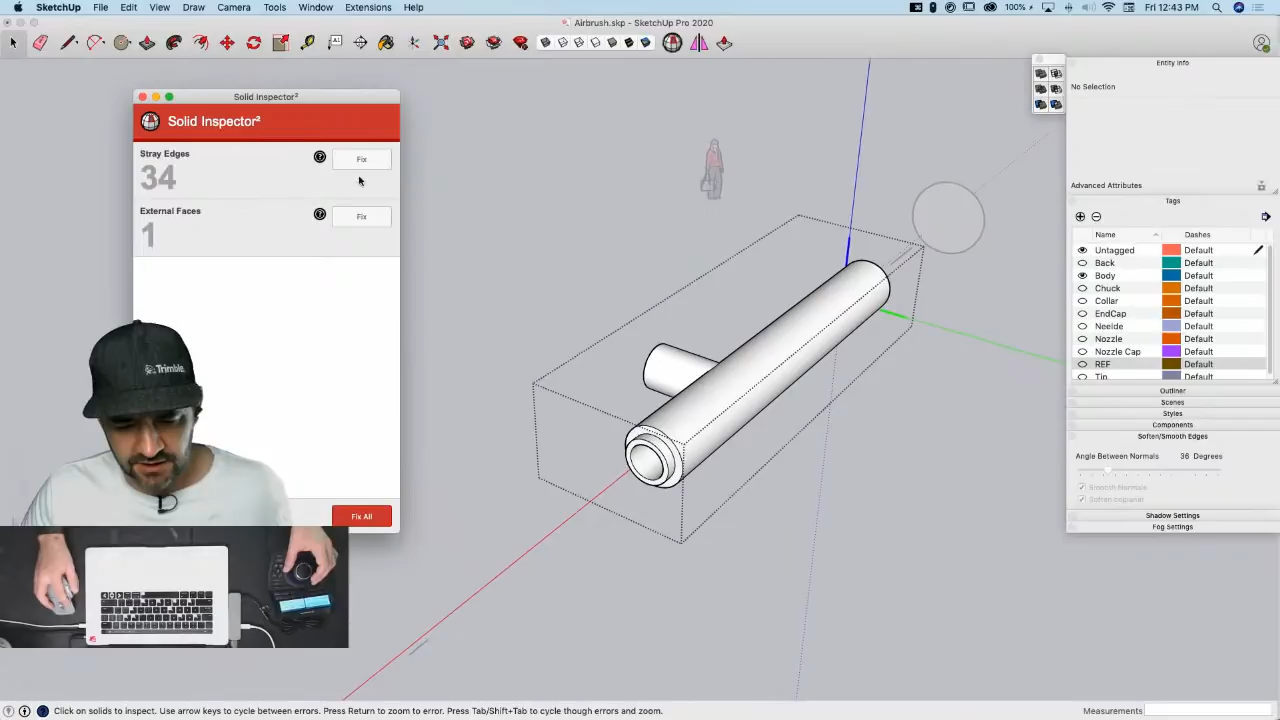 SketchUp File Edit View Draw Camera Tools Window Extensions Help 100% Fri 12:43 PM
Airbrush.skp - SketchUp Pro 2020
Entity Info
No Selection
Solid Inspector²
Solid Inspector²
Stray Edges
34
Fix
External Faces
1
Fix
Fix All
Trimble
Advanced Attributes
Tags
Name Dashes
Untagged Default
Back Default
Body Default
Chuck Default
Collar Default
EndCap Default
Neelde Default
Nozzle Default
Nozzle Cap Default
REF Default
Tip Default
Outliner
Scenes
Styles
Components
Soften/Smooth Edges
Angle Between Normals 36 Degrees
Smooth Normals
Soften coplanar
Shadow Settings
Fog Settings
Click on solids to inspect. Use arrow keys to cycle between errors. Press Return to zoom to error. Press Tab/Shift+Tab to cycle though errors and zoom.
Measurements